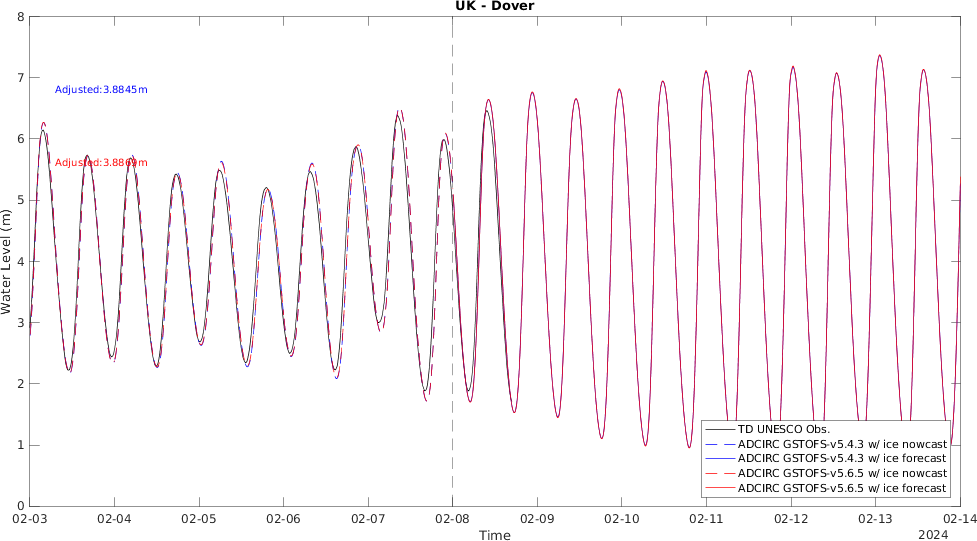 UK - Dover
8
7
6
5
4
3
2
1
0
Water Level (m)
Adjusted:3.8845m
Adjusted:3.8869m
TD UNESCO Obs.
ADCIRC GSTOFS-v5.4.3 w/ ice nowcast
ADCIRC GSTOFS-v5.4.3 w/ ice forecast
ADCIRC GSTOFS-v5.6.5 w/ ice nowcast
ADCIRC GSTOFS-v5.6.5 w/ ice forecast
02-03 02-04 02-05 02-06 02-07 02-08 02-09 02-10 02-11 02-12 02-13 02-14
Time
2024